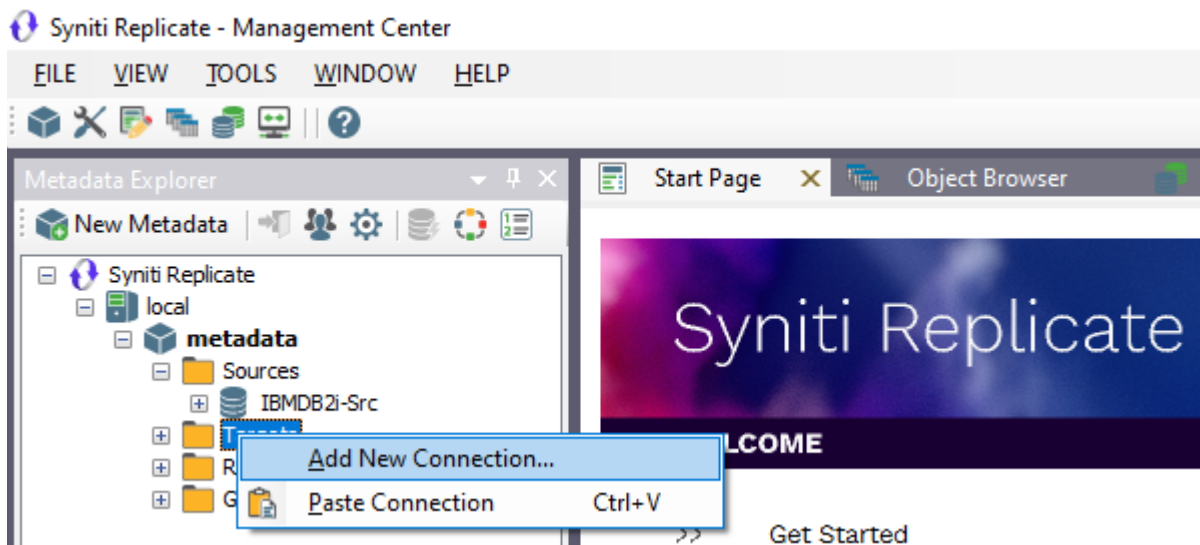 Syniti Replicate - Management Center
FILE VIEW TOOLS WINDOW HELP
Metadata Explorer
Start Page
Object Browser
New Metadata
Syniti Replicate
local
metadata
Sources
IBMDB2i-Src
R
G
Add New Connection...
Paste Connection Ctrl+V
Syniti Replicate
LCOME
>> Get Started